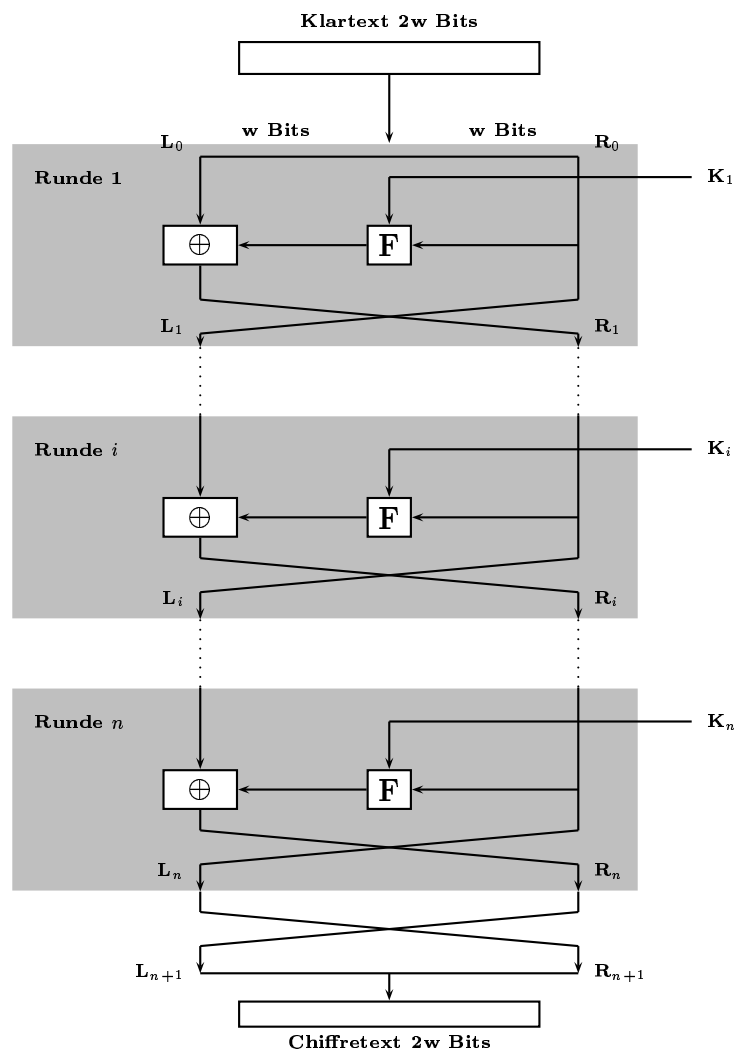 Klartext 2w Bits
w Bits w Bits
L₀ R₀
Runde 1 K₁
⊕ F
L₁ R₁
Runde i Kᵢ
⊕ F
Lᵢ Rᵢ
Runde n Kₙ
⊕ F
Lₙ Rₙ
Lₙ₊₁ Rₙ₊₁
Chiffretext 2w Bits